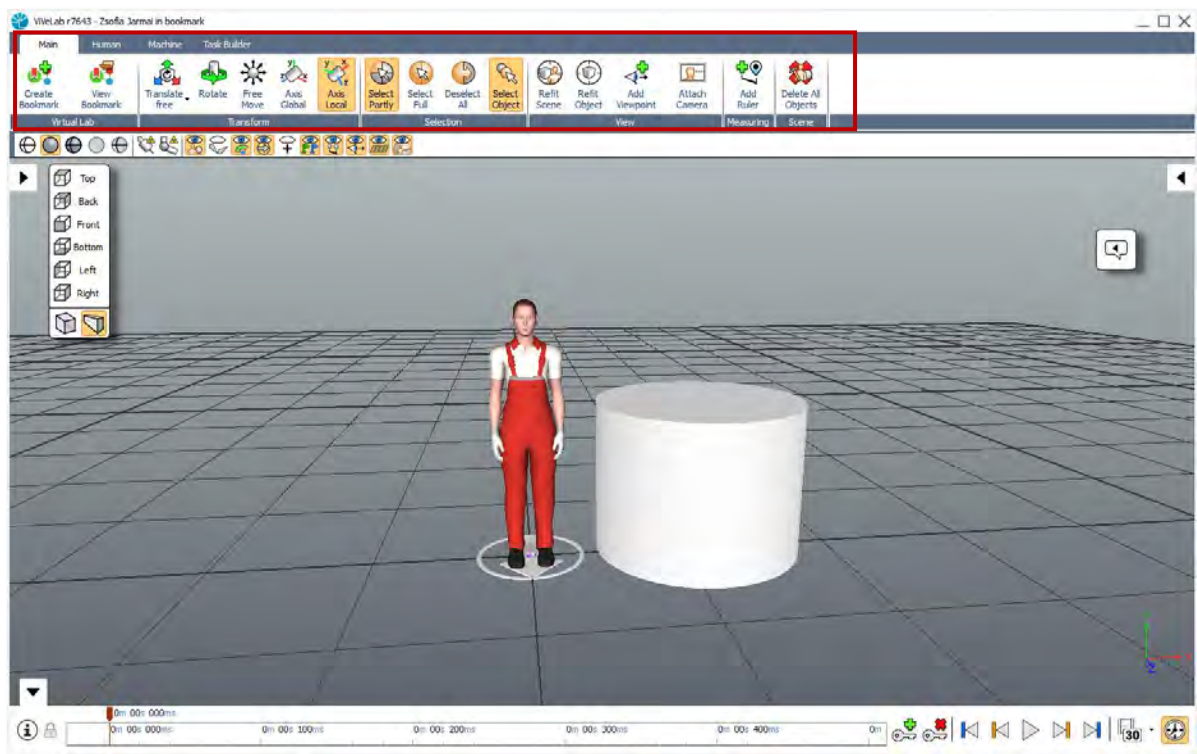 ViVeLab r7643 - Zsofia Jarmai in bookmark
Main Human Machine Task Builder
Create Bookmark
View Bookmark
Translate free
Rotate
Free Move
Axis Global
Axis Local
Select Partly
Select Full
Deselect All
Select Object
Refit Scene
Refit Object
Add Viewpoint
Attach Camera
Add Ruler
Delete All Objects
Virtual Lab Transform Selection View Measuring Scene
Top
Back
Front
Bottom
Left
Right
Y X Z
0m 00s 000ms
0m 00s 000ms 0m 00s 100ms 0m 00s 200ms 0m 00s 300ms 0m 00s 400ms 0m
30